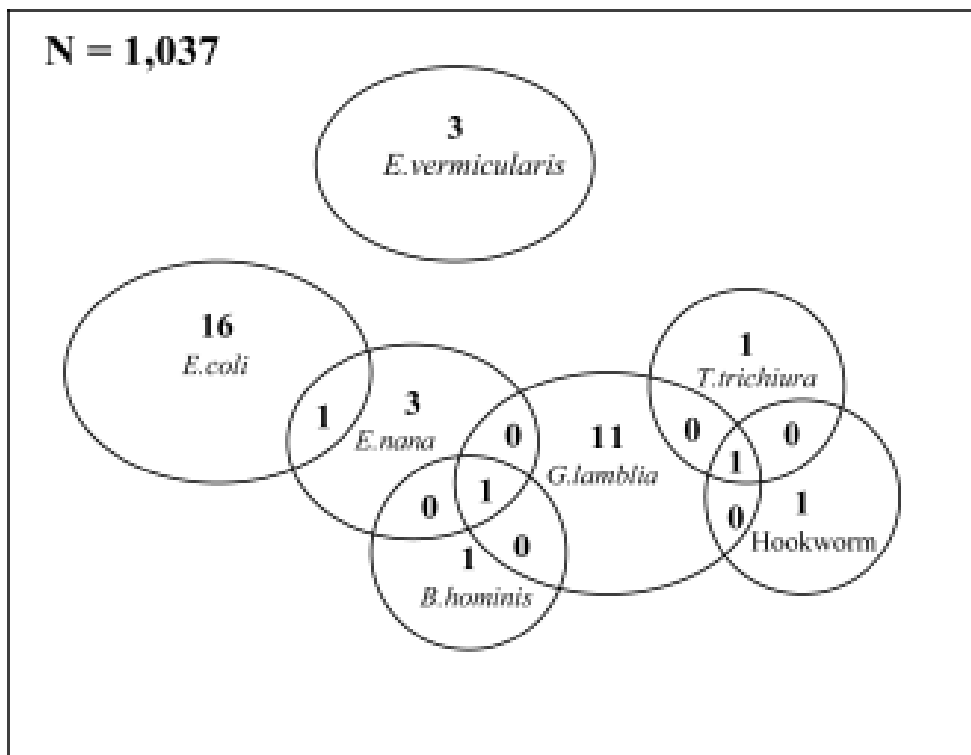 N = 1,037
3
E.vermicularis
16
E.coli
1
3
E.nana
0
11
G.lamblia
1
T.trichiura
0
0
1
0
1
Hookworm
0
1
0
1
B.hominis